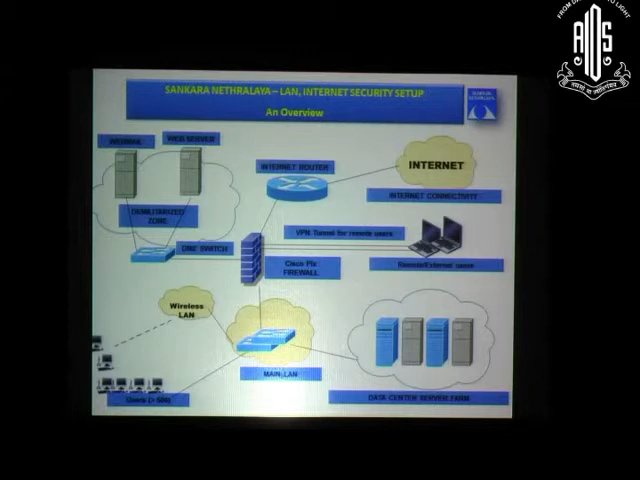 SANKARA NETHRALAYA – LAN, INTERNET SECURITY SETUP
An Overview
WEBMAIL
WEB SERVER
INTERNET ROUTER
INTERNET
INTERNET CONNECTIVITY
DEMILITARIZED
ZONE
VPN Tunnel for remote users
DMZ SWITCH
Cisco Pix
FIREWALL
Remote/External users
Wireless
LAN
MAIN LAN
DATA CENTER SERVER FARM
AIOS